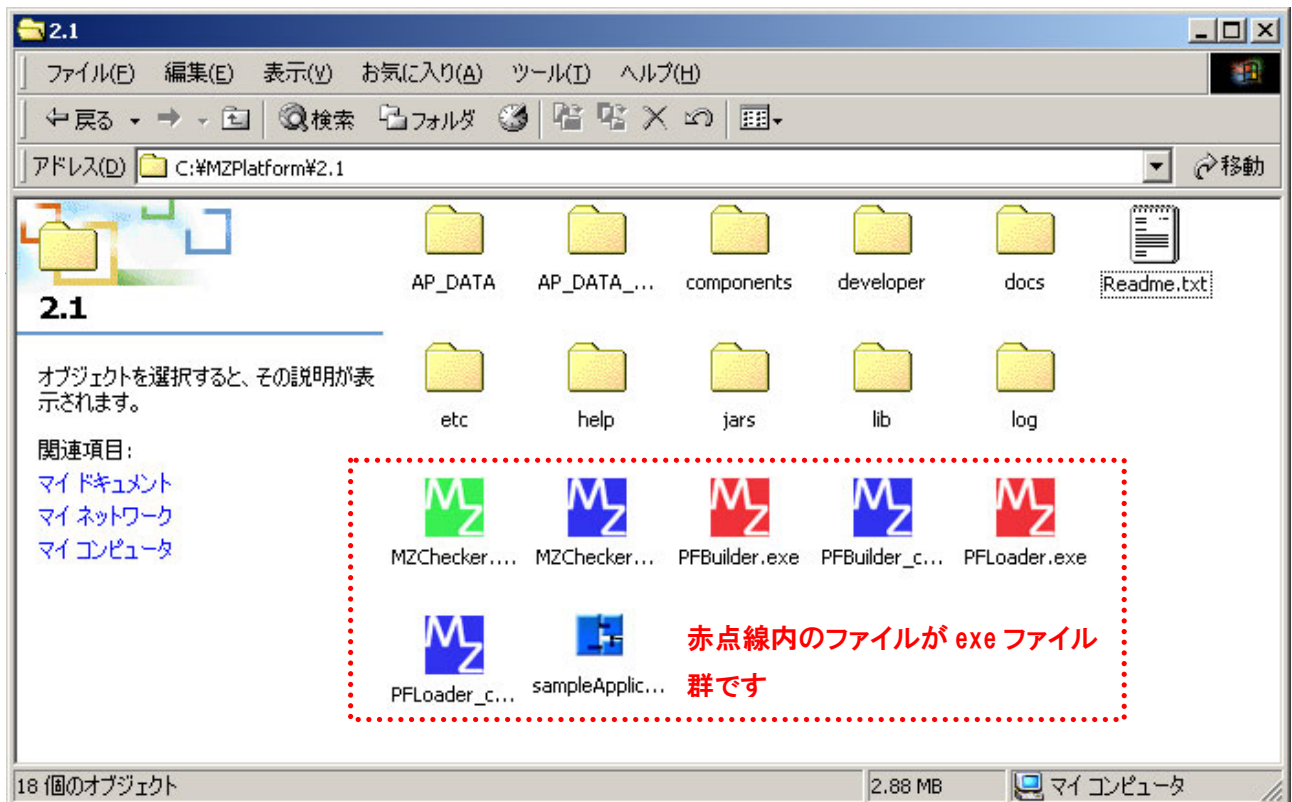 2.1
ファイル(F) 編集(E) 表示(V) お気に入り(A) ツール(T) ヘルプ(H)
戻る 検索 フォルダ
アドレス(D) C:¥MZPlatform¥2.1 移動
2.1
オブジェクトを選択すると、その説明が表
示されます。
関連項目:
マイ ドキュメント
マイ ネットワーク
マイ コンピュータ
AP_DATA AP_DATA_... components developer docs Readme.txt
etc help jars lib log
MZChecker.... MZChecker... PFBuilder.exe PFBuilder_c... PFLoader.exe
PFLoader_c... sampleApplic...
赤点線内のファイルが exe ファイル
群です
18 個のオブジェクト 2.88 MB マイ コンピュータ